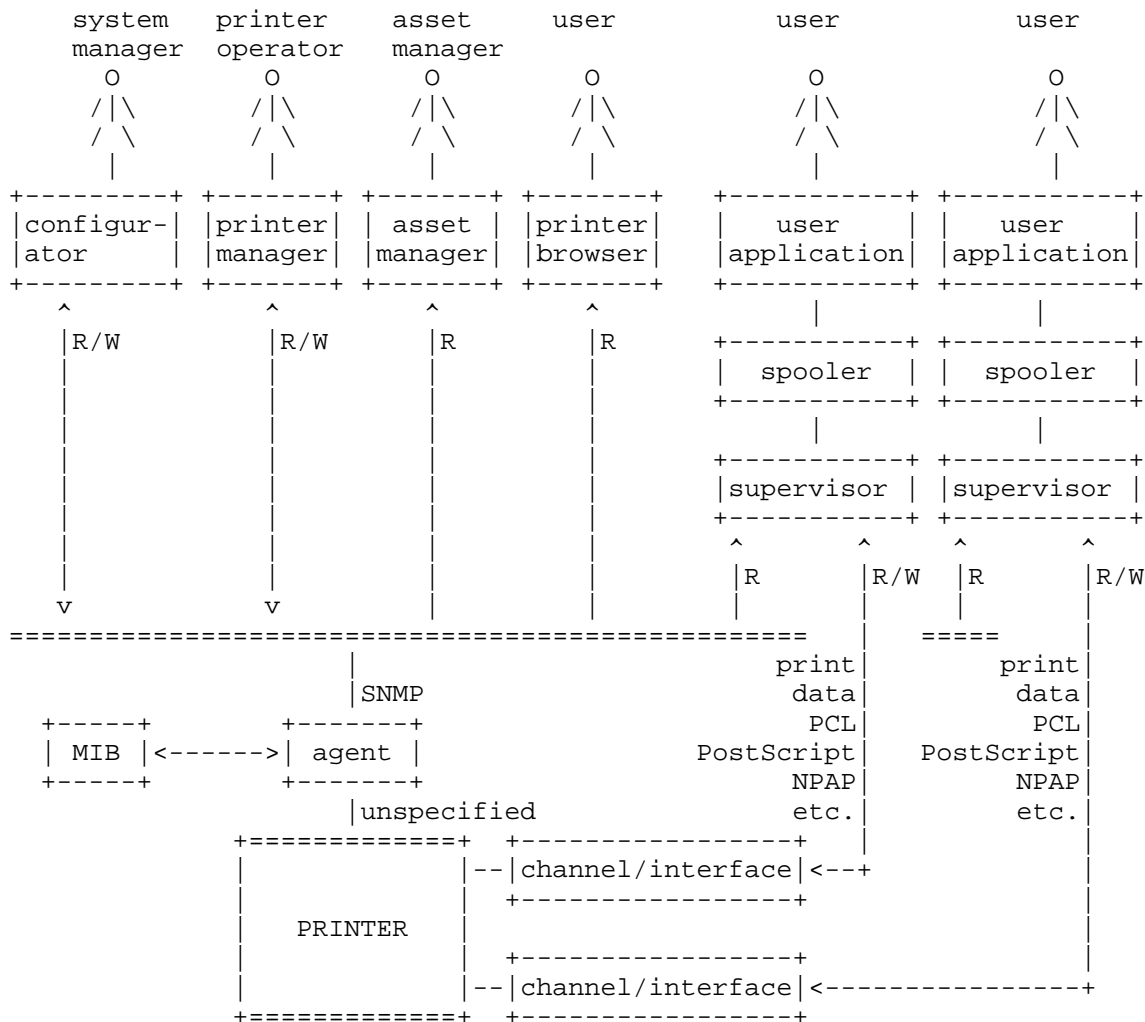 system printer asset user user user
manager operator manager
configur- printer asset printer user user
ator manager manager browser application application
R/W R/W R R
spooler spooler
supervisor supervisor
R R/W R R/W
print print
SNMP data data
PCL PCL
MIB agent PostScript PostScript
NPAP NPAP
unspecified etc. etc.
channel/interface
PRINTER
channel/interface